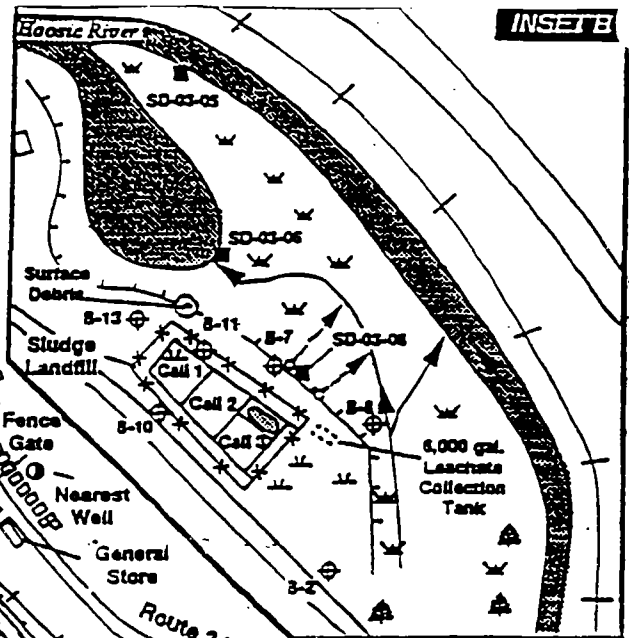 INSET B
Hoosic River
SD-03-05
SD-03-06
Surface
Debris
B-13
B-11
B-7
SD-03-08
Sludge
Landfill
Cell 1
Cell 2
Cell 3
B-8
B-10
6,000 gal.
Leachate
Collection
Tank
Fence
Gate
Nearest
Well
General
Store
B-2
Route 2